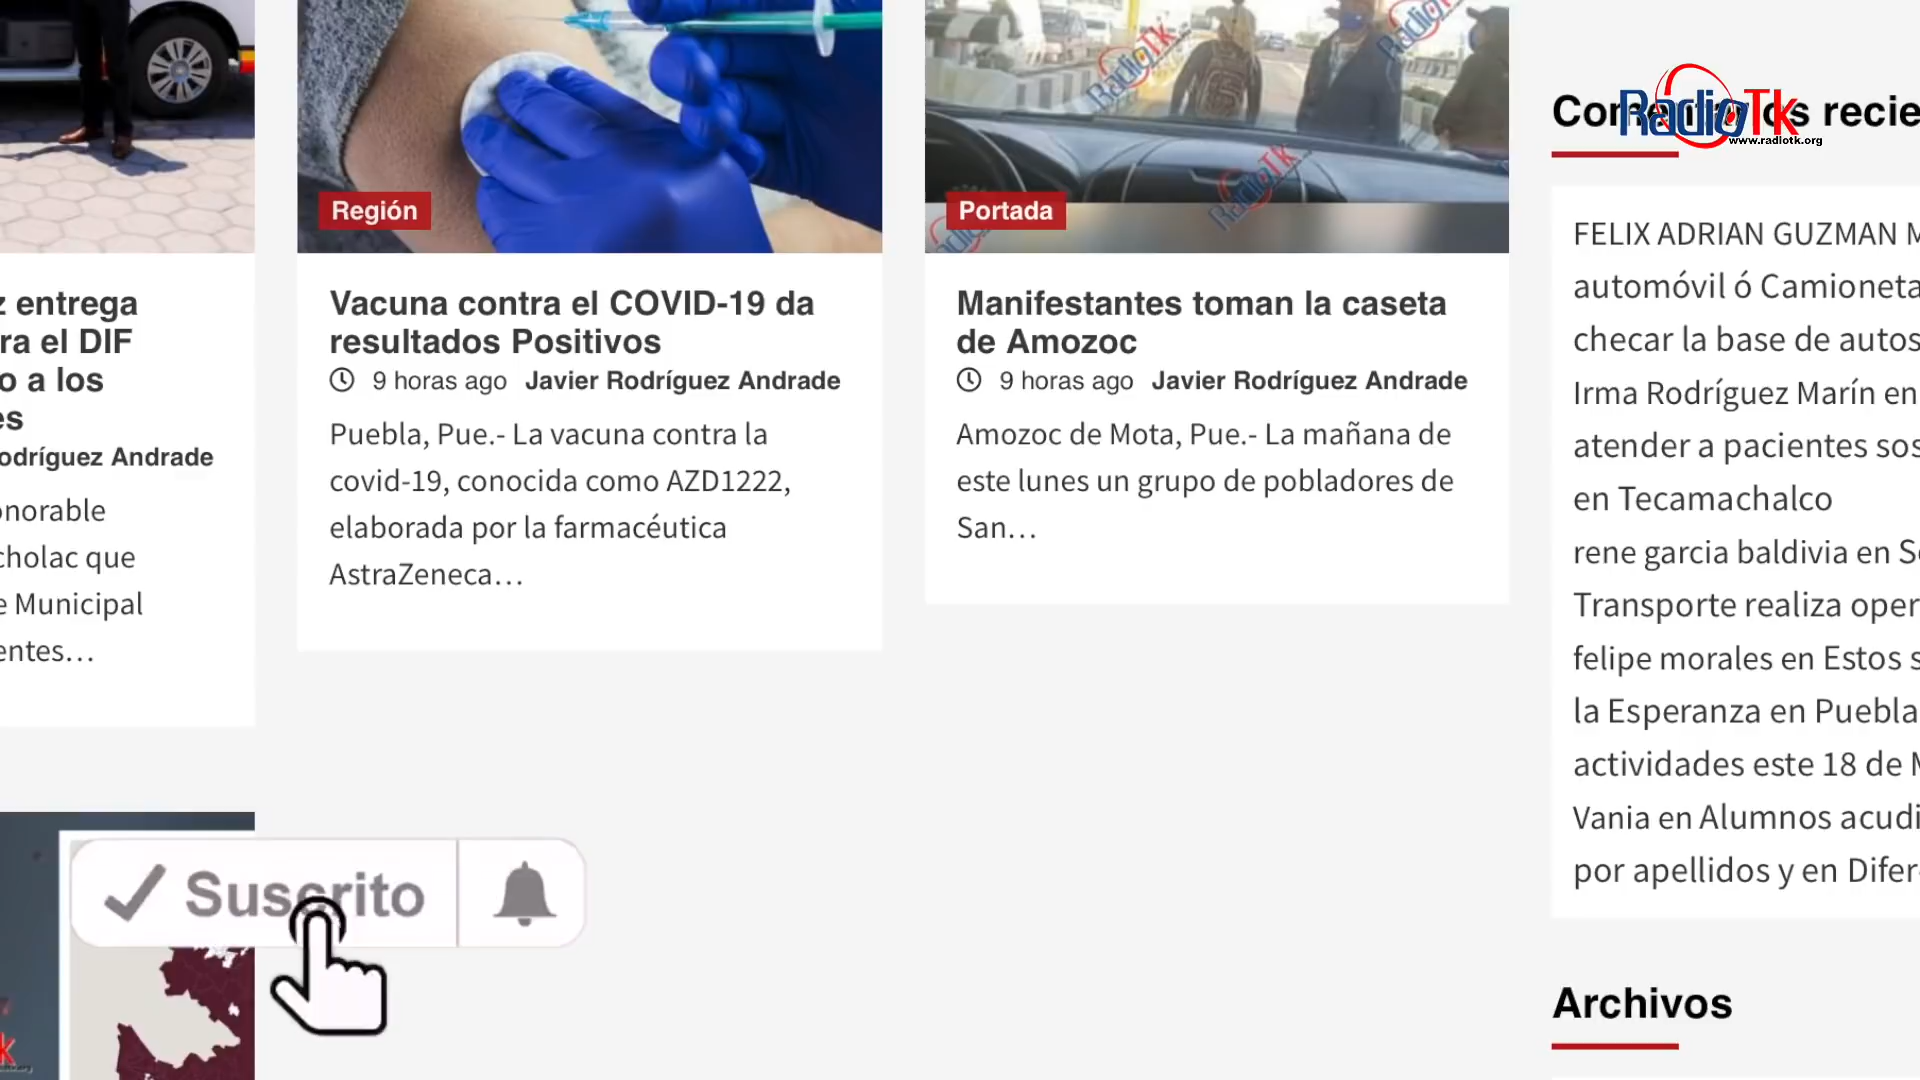 RadioTk
www.radiotk.org
RadioTk
RadioTk
RadioTk
Región
Portada
z entrega
ra el DIF
o a los
es
odríguez Andrade
onorable
cholac que
e Municipal
entes…
Vacuna contra el COVID-19 da
resultados Positivos
9 horas ago Javier Rodríguez Andrade
Puebla, Pue.- La vacuna contra la
covid-19, conocida como AZD1222,
elaborada por la farmacéutica
AstraZeneca…
Manifestantes toman la caseta
de Amozoc
9 horas ago Javier Rodríguez Andrade
Amozoc de Mota, Pue.- La mañana de
este lunes un grupo de pobladores de
San…
recie
FELIX ADRIAN GUZMAN M
automóvil ó Camioneta
checar la base de autos
Irma Rodríguez Marín en
atender a pacientes sos
en Tecamachalco
rene garcia baldivia en Se
Transporte realiza oper
felipe morales en Estos s
la Esperanza en Puebla
actividades este 18 de M
Vania en Alumnos acudi
por apellidos y en Difer
Suscrito
Archivos